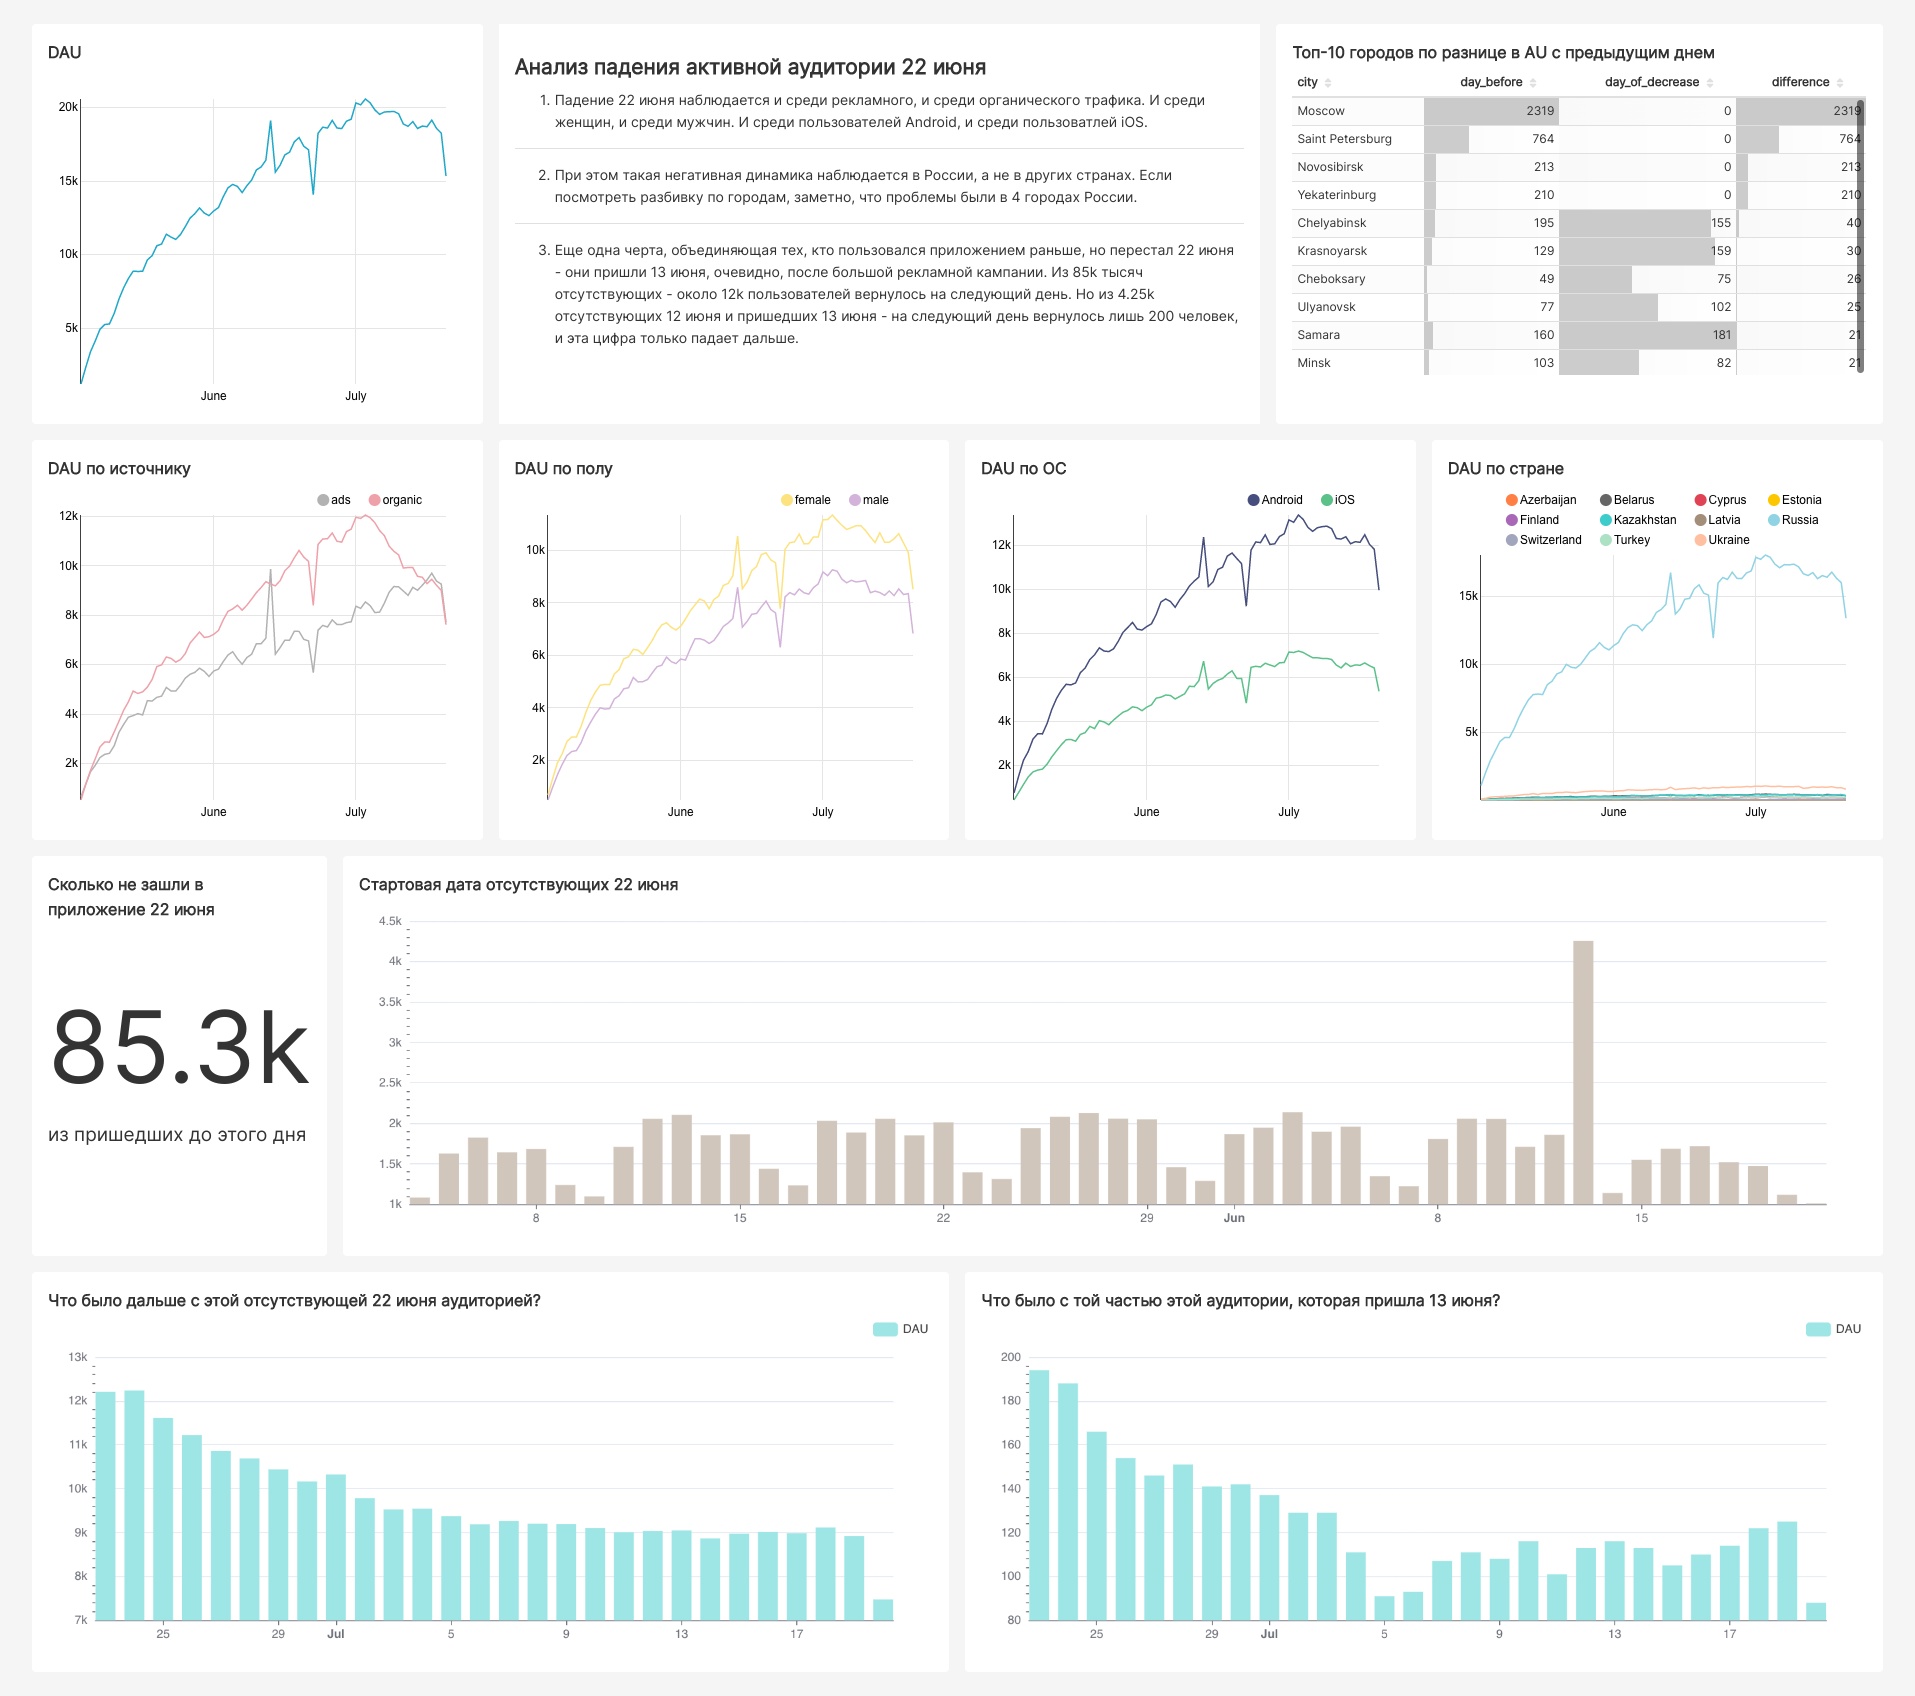 DAU
20k
15k
10k
5k
June
July
Анализ падения активной аудитории 22 июня
1. Падение 22 июня наблюдается и среди рекламного, и среди органического трафика. И среди
женщин, и среди мужчин. И среди пользователей Android, и среди пользоватлей iOS.
2. При этом такая негативная динамика наблюдается в России, а не в других странах. Если
посмотреть разбивку по городам, заметно, что проблемы были в 4 городах России.
3. Еще одна черта, объединяющая тех, кто пользовался приложением раньше, но перестал 22 июня
- они пришли 13 июня, очевидно, после большой рекламной кампании. Из 85k тысяч
отсутствующих - около 12k пользователей вернулось на следующий день. Но из 4.25k
отсутствующих 12 июня и пришедших 13 июня - на следующий день вернулось лишь 200 человек,
и эта цифра только падает дальше.
Топ-10 городов по разнице в AU с предыдущим днем
city day_before day_of_decrease difference
Moscow 2319 0 2319
Saint Petersburg 764 0 764
Novosibirsk 213 0 213
Yekaterinburg 210 0 210
Chelyabinsk 195 155 40
Krasnoyarsk 129 159 30
Cheboksary 49 75 26
Ulyanovsk 77 102 25
Samara 160 181 21
Minsk 103 82 21
DAU по источнику
ads organic
12k
10k
8k
6k
4k
2k
June
July
DAU по полу
female male
10k
8k
6k
4k
2k
June
July
DAU по ОС
Android iOS
12k
10k
8k
6k
4k
2k
June
July
DAU по стране
Azerbaijan Belarus Cyprus Estonia
Finland Kazakhstan Latvia Russia
Switzerland Turkey Ukraine
15k
10k
5k
June
July
Сколько не зашли в
приложение 22 июня
85.3k
из пришедших до этого дня
Стартовая дата отсутствующих 22 июня
4.5k
4k
3.5k
3k
2.5k
2k
1.5k
1k
8 15 22 29 Jun 8 15
Что было дальше с этой отсутствующей 22 июня аудиторией?
DAU
13k
12k
11k
10k
9k
8k
7k
25 29 Jul 5 9 13 17
Что было с той частью этой аудитории, которая пришла 13 июня?
DAU
200
180
160
140
120
100
80
25 29 Jul 5 9 13 17